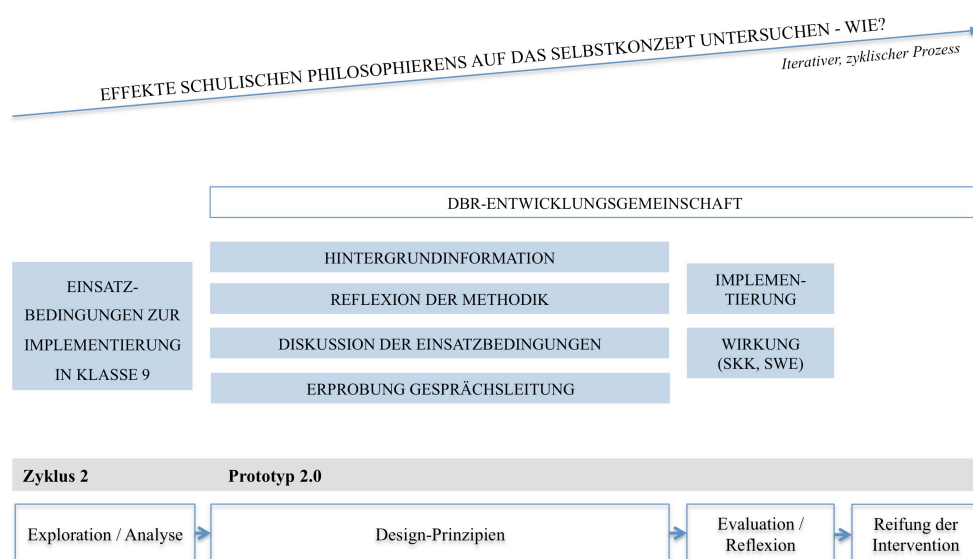 EFFEKTE SCHULISCHEN PHILOSOPHIERENS AUF DAS SELBSTKONZEPT UNTERSUCHEN - WIE?
Iterativer, zyklischer Prozess
DBR-ENTWICKLUNGSGEMEINSCHAFT
EINSATZ-
BEDINGUNGEN ZUR
IMPLEMENTIERUNG
IN KLASSE 9
HINTERGRUNDINFORMATION
REFLEXION DER METHODIK
DISKUSSION DER EINSATZBEDINGUNGEN
ERPROBUNG GESPRÄCHSLEITUNG
IMPLEMEN-
TIERUNG
WIRKUNG
(SKK, SWE)
Zyklus 2
Prototyp 2.0
Exploration / Analyse
Design-Prinzipien
Evaluation /
Reflexion
Reifung der
Intervention